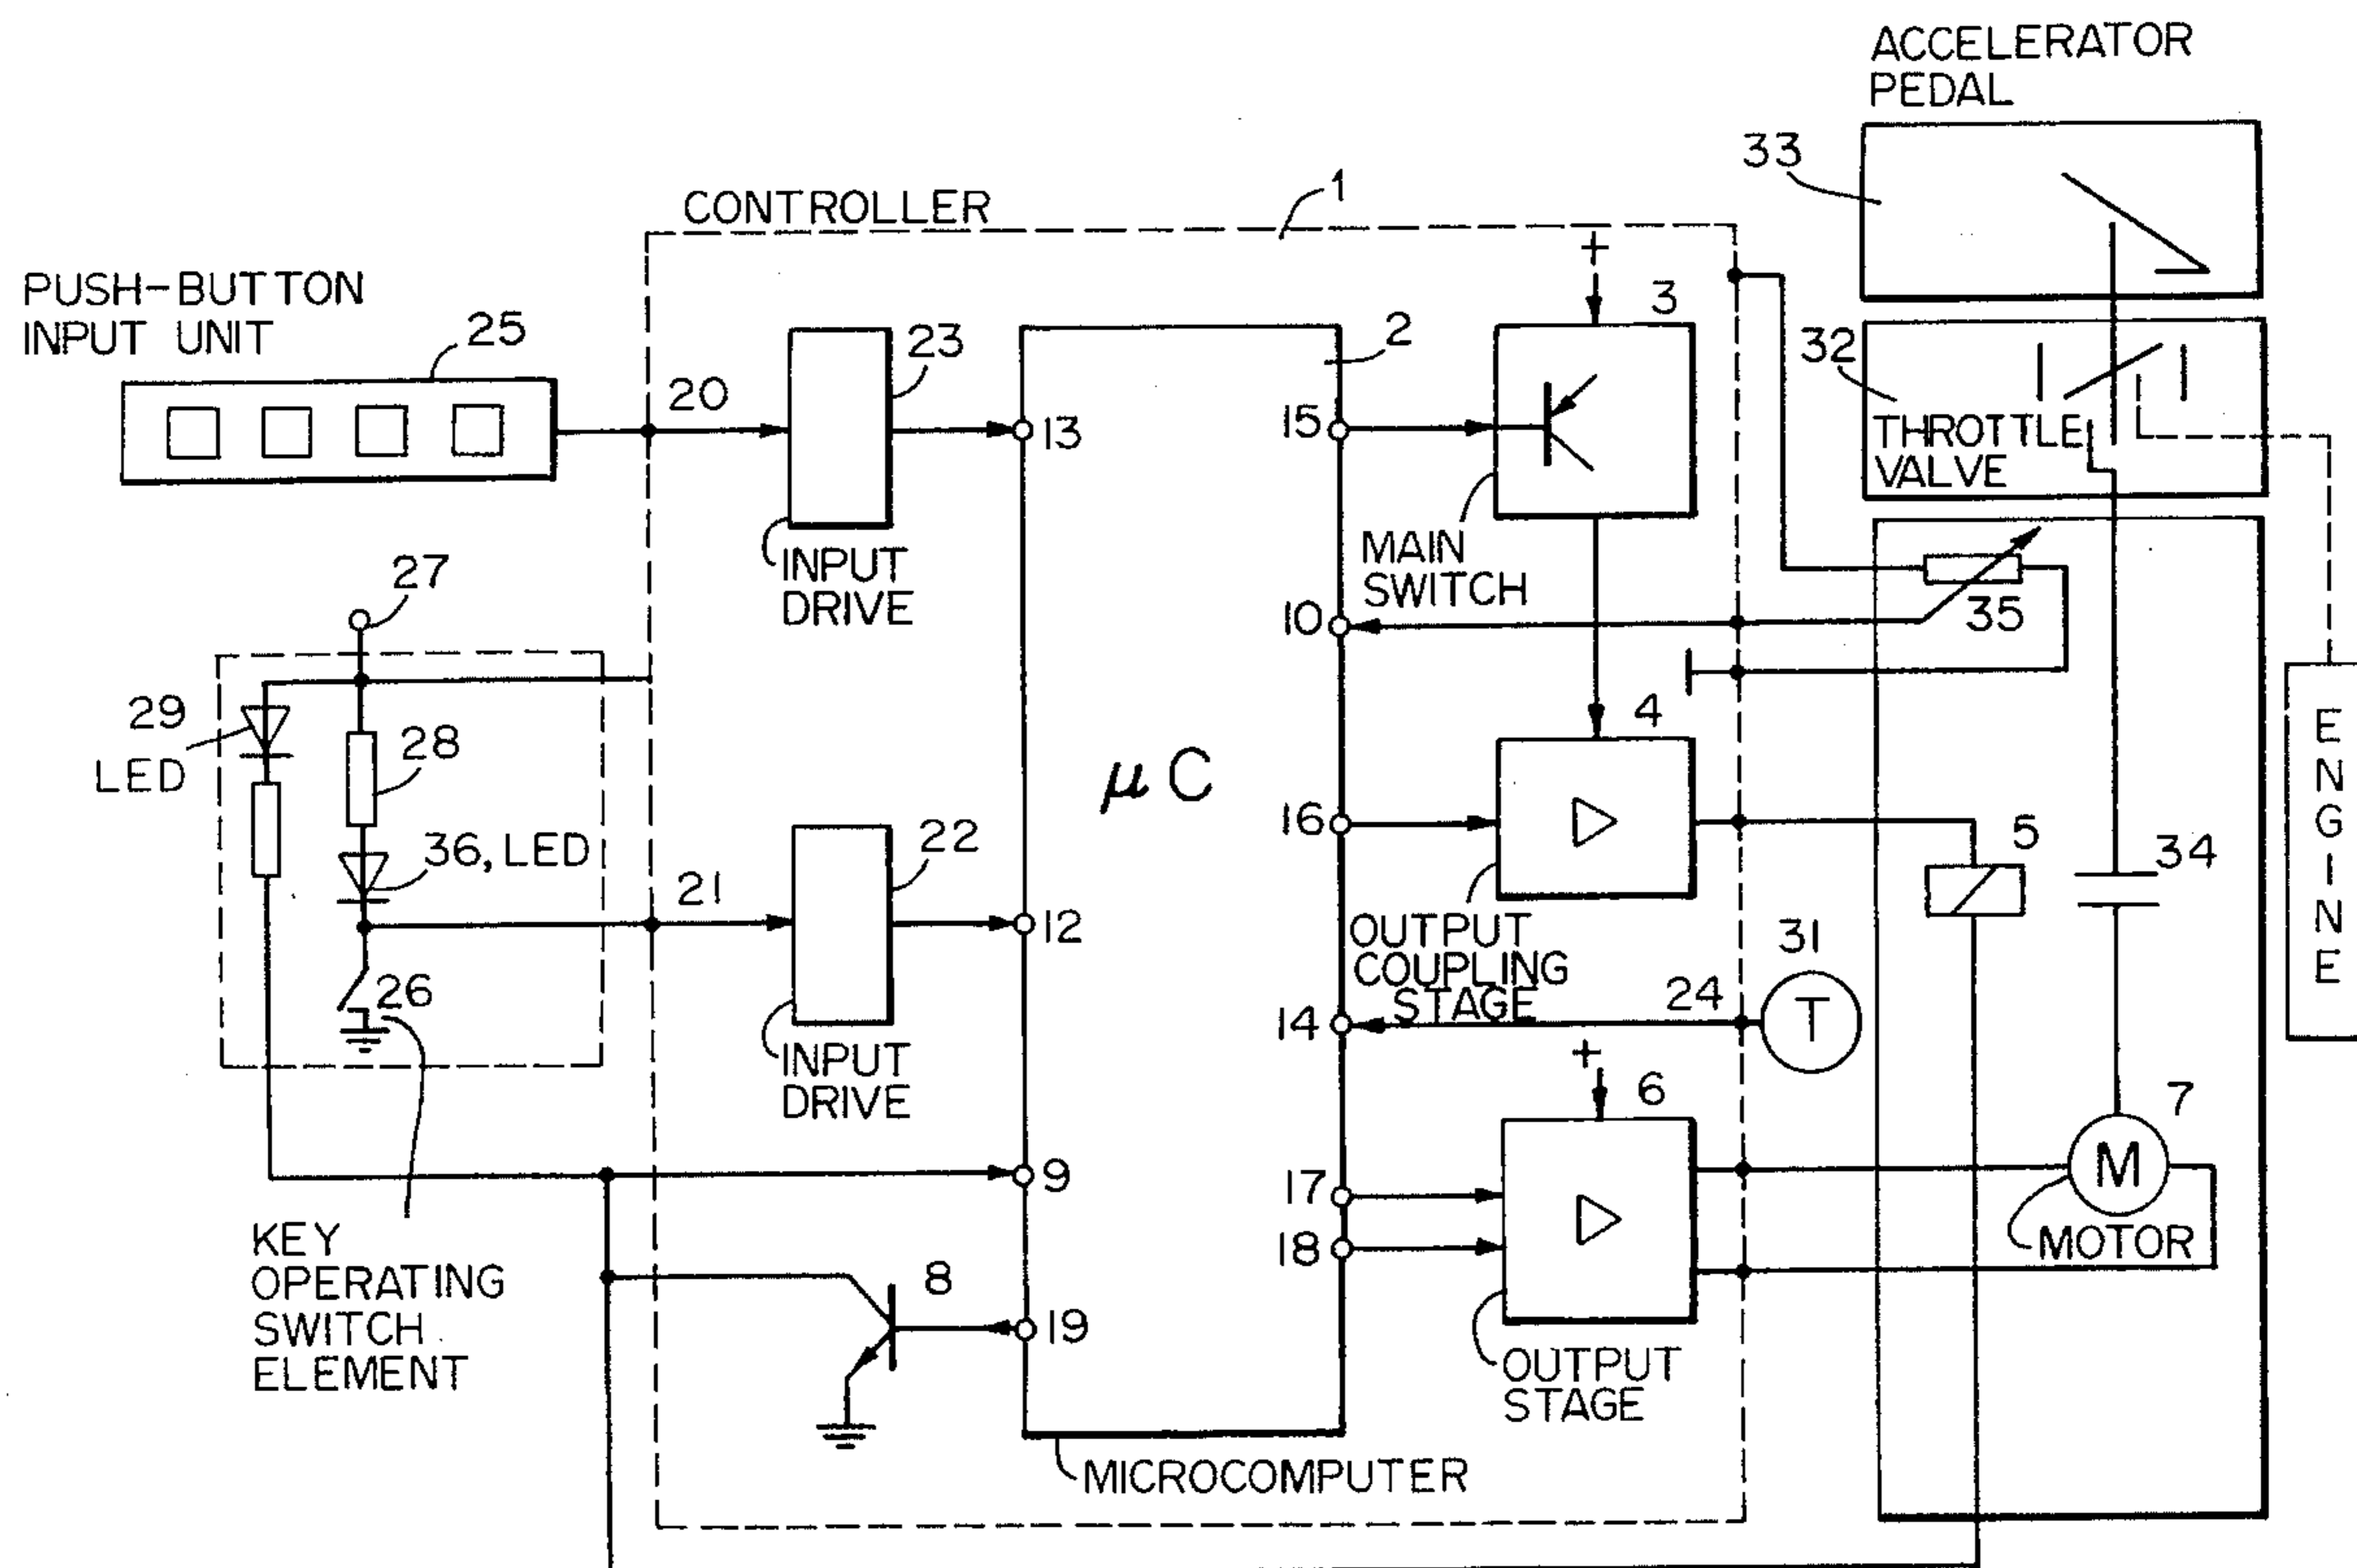 ACCELERATOR
PEDAL
33
CONTROLLER
1
PUSH-BUTTON
INPUT UNIT
25
20
23
13
INPUT
DRIVE
2
15
+
3
MAIN
SWITCH
10
32
THROTTLE
VALVE
35
27
29
LED
28
36, LED
26
21
22
12
INPUT
DRIVE
μC
16
4
OUTPUT
COUPLING
STAGE
5
34
ENGINE
14
24
31
T
9
KEY
OPERATING
SWITCH
ELEMENT
8
19
17
18
+
6
OUTPUT
STAGE
7
M
MOTOR
MICROCOMPUTER